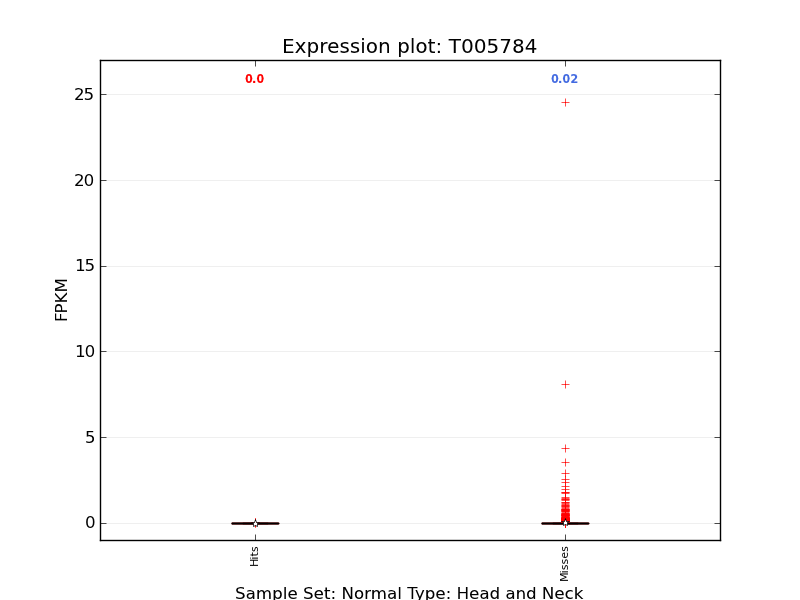 Expression plot: T005784
0.0
0.02
25
20
15
10
5
0
FPKM
Hits
Misses
Sample Set: Normal Type: Head and Neck